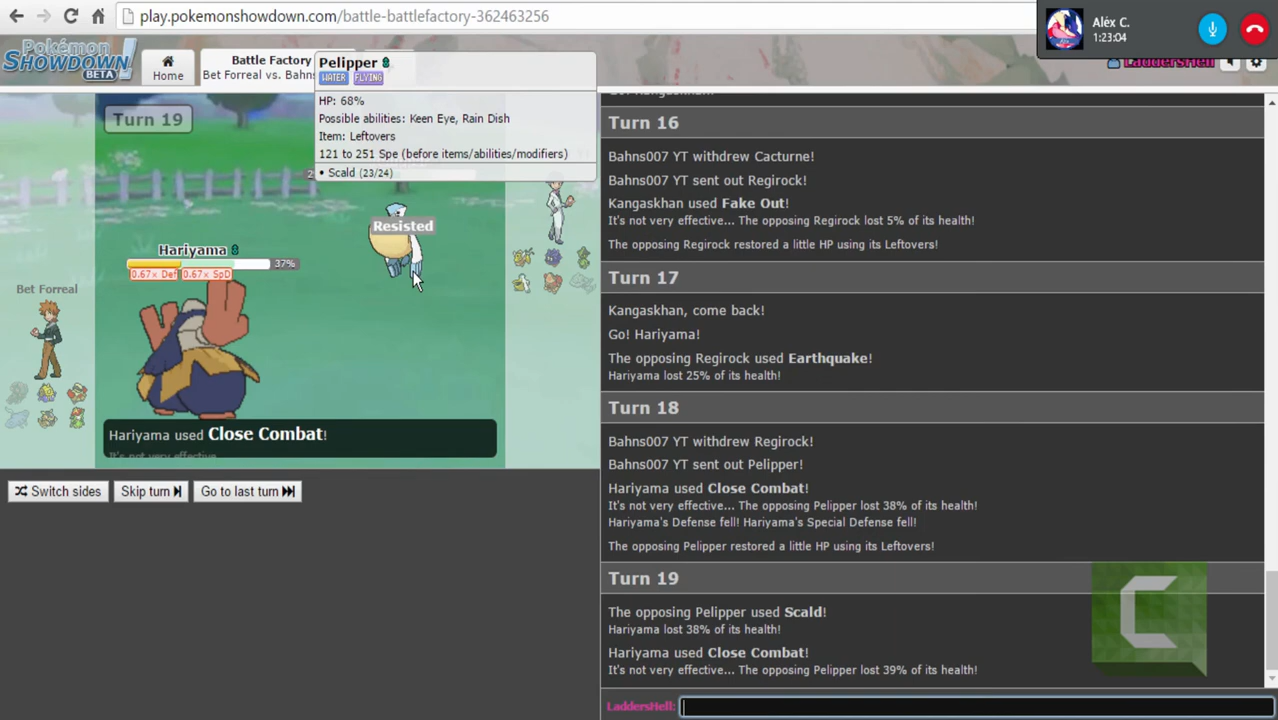 play.pokemonshowdown.com/battle-battlefactory-362463256
Aléx C.
1:23:04
Pokémon
SHOWDOWN
BETA
Home
Battle Factory
Bet Forreal vs. Bahns
LaddersHell
Pelipper
WATER FLYING
HP: 68%
Possible abilities: Keen Eye, Rain Dish
Item: Leftovers
121 to 251 Spe (before items/abilities/modifiers)
• Scald (23/24)
Turn 19
Resisted
Hariyama
37%
0.67× Def 0.67× SpD
Bet Forreal
Hariyama used Close Combat!
It's not very effective
Switch sides
Skip turn
Go to last turn
Turn 16
Bahns007 YT withdrew Cacturne!
Bahns007 YT sent out Regirock!
Kangaskhan used Fake Out!
It's not very effective... The opposing Regirock lost 5% of its health!
The opposing Regirock restored a little HP using its Leftovers!
Turn 17
Kangaskhan, come back!
Go! Hariyama!
The opposing Regirock used Earthquake!
Hariyama lost 25% of its health!
Turn 18
Bahns007 YT withdrew Regirock!
Bahns007 YT sent out Pelipper!
Hariyama used Close Combat!
It's not very effective... The opposing Pelipper lost 38% of its health!
Hariyama's Defense fell! Hariyama's Special Defense fell!
The opposing Pelipper restored a little HP using its Leftovers!
Turn 19
The opposing Pelipper used Scald!
Hariyama lost 38% of its health!
Hariyama used Close Combat!
It's not very effective... The opposing Pelipper lost 39% of its health!
LaddersHell: